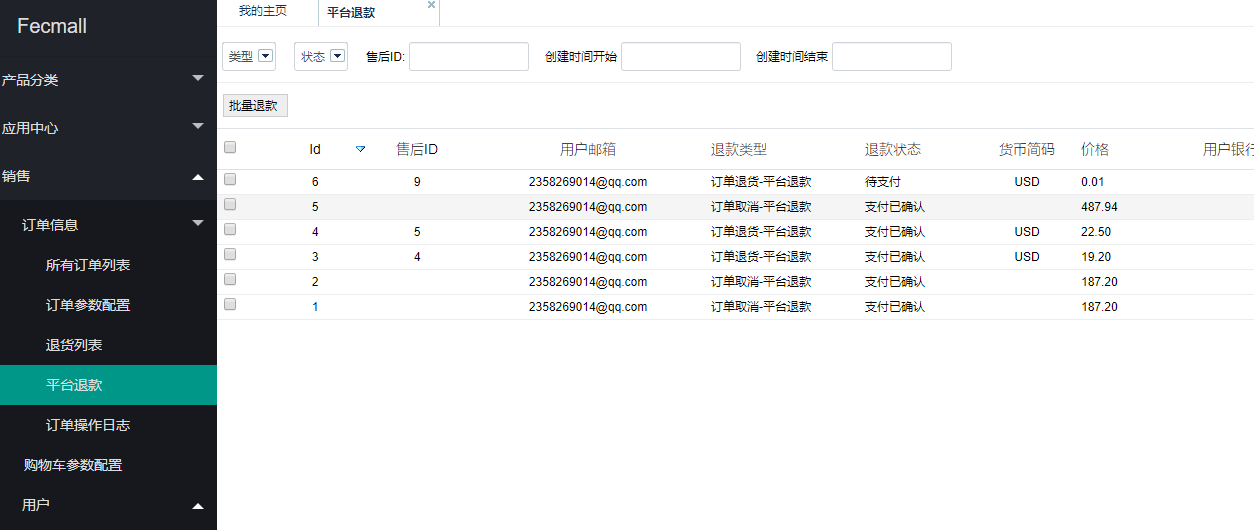 Fecmall
产品分类
应用中心
销售
订单信息
所有订单列表
订单参数配置
退货列表
平台退款
订单操作日志
购物车参数配置
用户
我的主页 平台退款
类型 状态 售后ID: 创建时间开始 创建时间结束
批量退款
Id 售后ID 用户邮箱 退款类型 退款状态 货币简码 价格 用户银行
6 9 2358269014@qq.com 订单退货-平台退款 待支付 USD 0.01
5 2358269014@qq.com 订单取消-平台退款 支付已确认 487.94
4 5 2358269014@qq.com 订单退货-平台退款 支付已确认 USD 22.50
3 4 2358269014@qq.com 订单退货-平台退款 支付已确认 USD 19.20
2 2358269014@qq.com 订单取消-平台退款 支付已确认 187.20
1 2358269014@qq.com 订单取消-平台退款 支付已确认 187.20